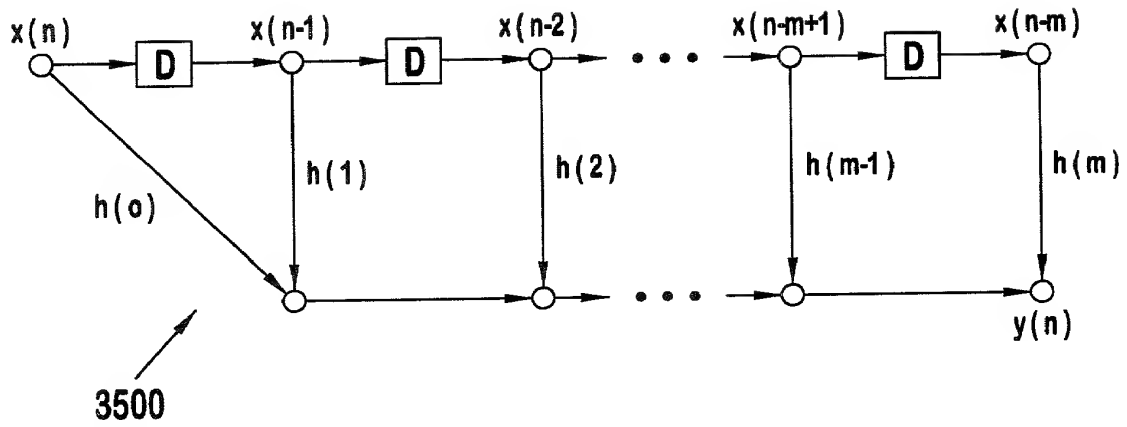 x(n) x(n-1) x(n-2) x(n-m+1) x(n-m)
D D D
h(o) h(1) h(2) h(m-1) h(m)
y(n)
3500